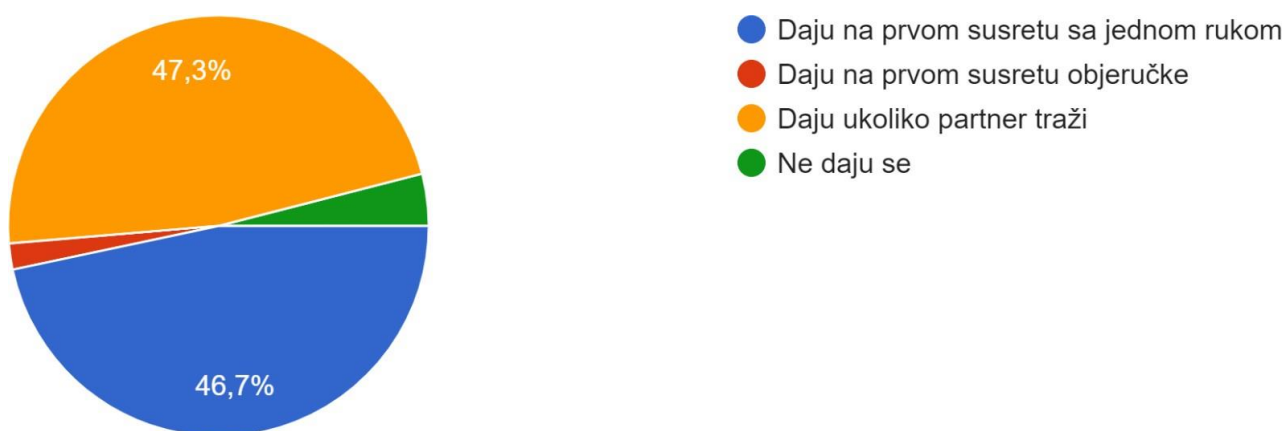 47,3%
46,7%
Daju na prvom susretu sa jednom rukom
Daju na prvom susretu objeručke
Daju ukoliko partner traži
Ne daju se